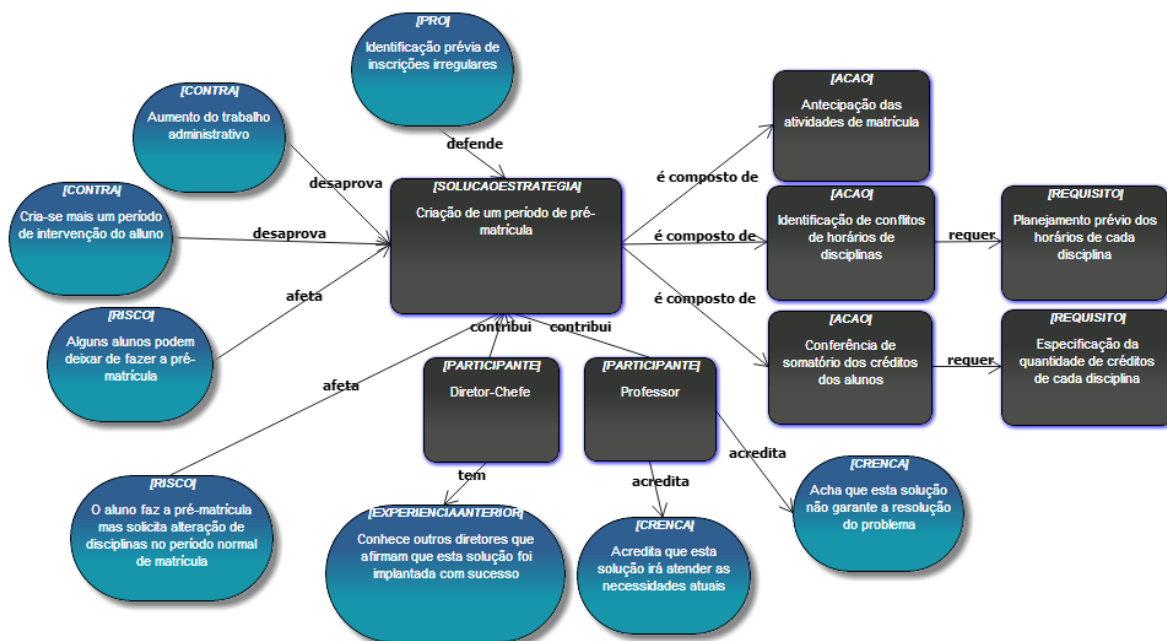 [PRO]
Identificação prévia de
inscrições irregulares
defende
[CONTRA]
Aumento do trabalho
administrativo
desaprova
[CONTRA]
Cria-se mais um período
de intervenção do alluno
desaprova
[RISCO]
Alguns alunos podem
deixar de fazer a pré-
matrícula
afeta
[RISCO]
O aluno faz a pré-matrícula
mas solicita alteração de
disciplinas no período normal
de matrícula
afeta
[SOLUCAOESTRATEGIA]
Criação de um período de pré-
matrícula
contribui
contribui
[PARTICIPANTE]
Diretor-Chefe
tem
[EXPERIENCIAANTERIOR]
Conhece outros diretores que
afirmam que esta solução foi
implantada com sucesso
[PARTICIPANTE]
Professor
acredita
[CRENCA]
Acredita que esta
solução irá atender as
necessidades atuais
acredita
[CRENCA]
Acha que esta solução
não garante a resolução
do problema
é composto de
[ACAO]
Antecipação das
atividades de matrícula
é composto de
[ACAO]
Identificação de conflitos
de horários de
disciplinas
requer
[REQUISITO]
Planejamento prévio dos
horários de cada
disciplina
é composto de
[ACAO]
Conferência de
somatório dos créditos
dos alunos
requer
[REQUISITO]
Especificação da
quantidade de créditos
de cada disciplina